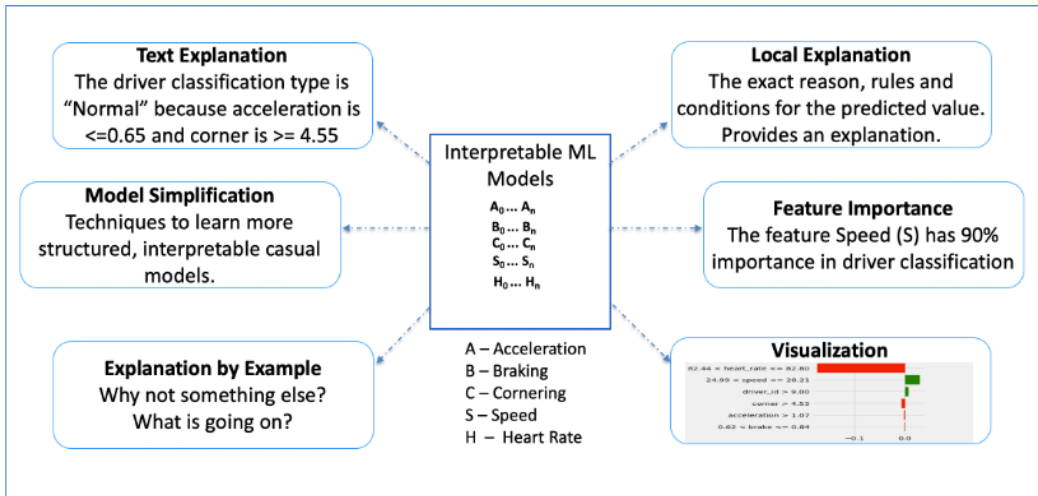 Text Explanation
The driver classification type is
“Normal” because acceleration is
<=0.65 and corner is >= 4.55
Local Explanation
The exact reason, rules and
conditions for the predicted value.
Provides an explanation.
Interpretable ML
Models
A₀... Aₙ
B₀ ... Bₙ
C₀ ... Cₙ
S₀... Sₙ
H₀... Hₙ
Model Simplification
Techniques to learn more
structured, interpretable casual
models.
Feature Importance
The feature Speed (S) has 90%
importance in driver classification
Explanation by Example
Why not something else?
What is going on?
A – Acceleration
B – Braking
C – Cornering
S – Speed
H – Heart Rate
Visualization
82.44 < heart_rate <= 82.80
24.99 < speed <= 28.21
driver_id > 9.00
corner > 4.53
acceleration > 1.07
0.62 < brake <= 0.84
−0.1
0.0